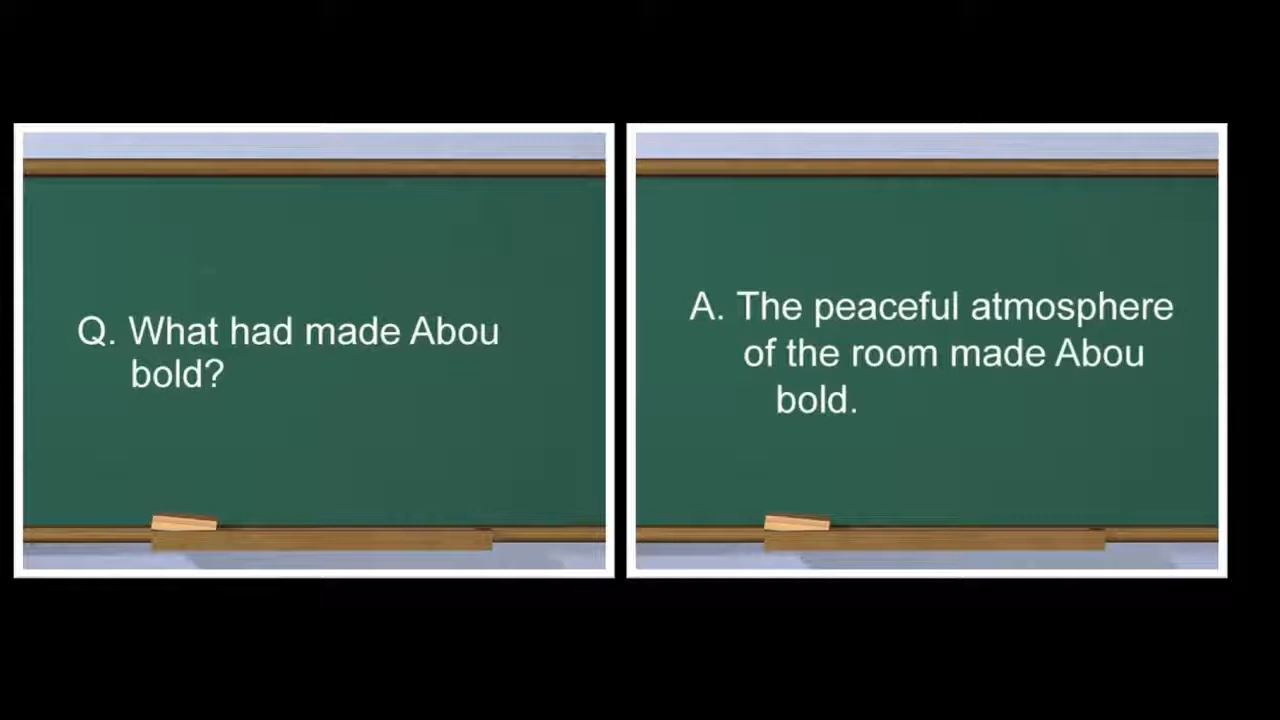 Q. What had made Abou
bold?
A. The peaceful atmosphere
of the room made Abou
bold.